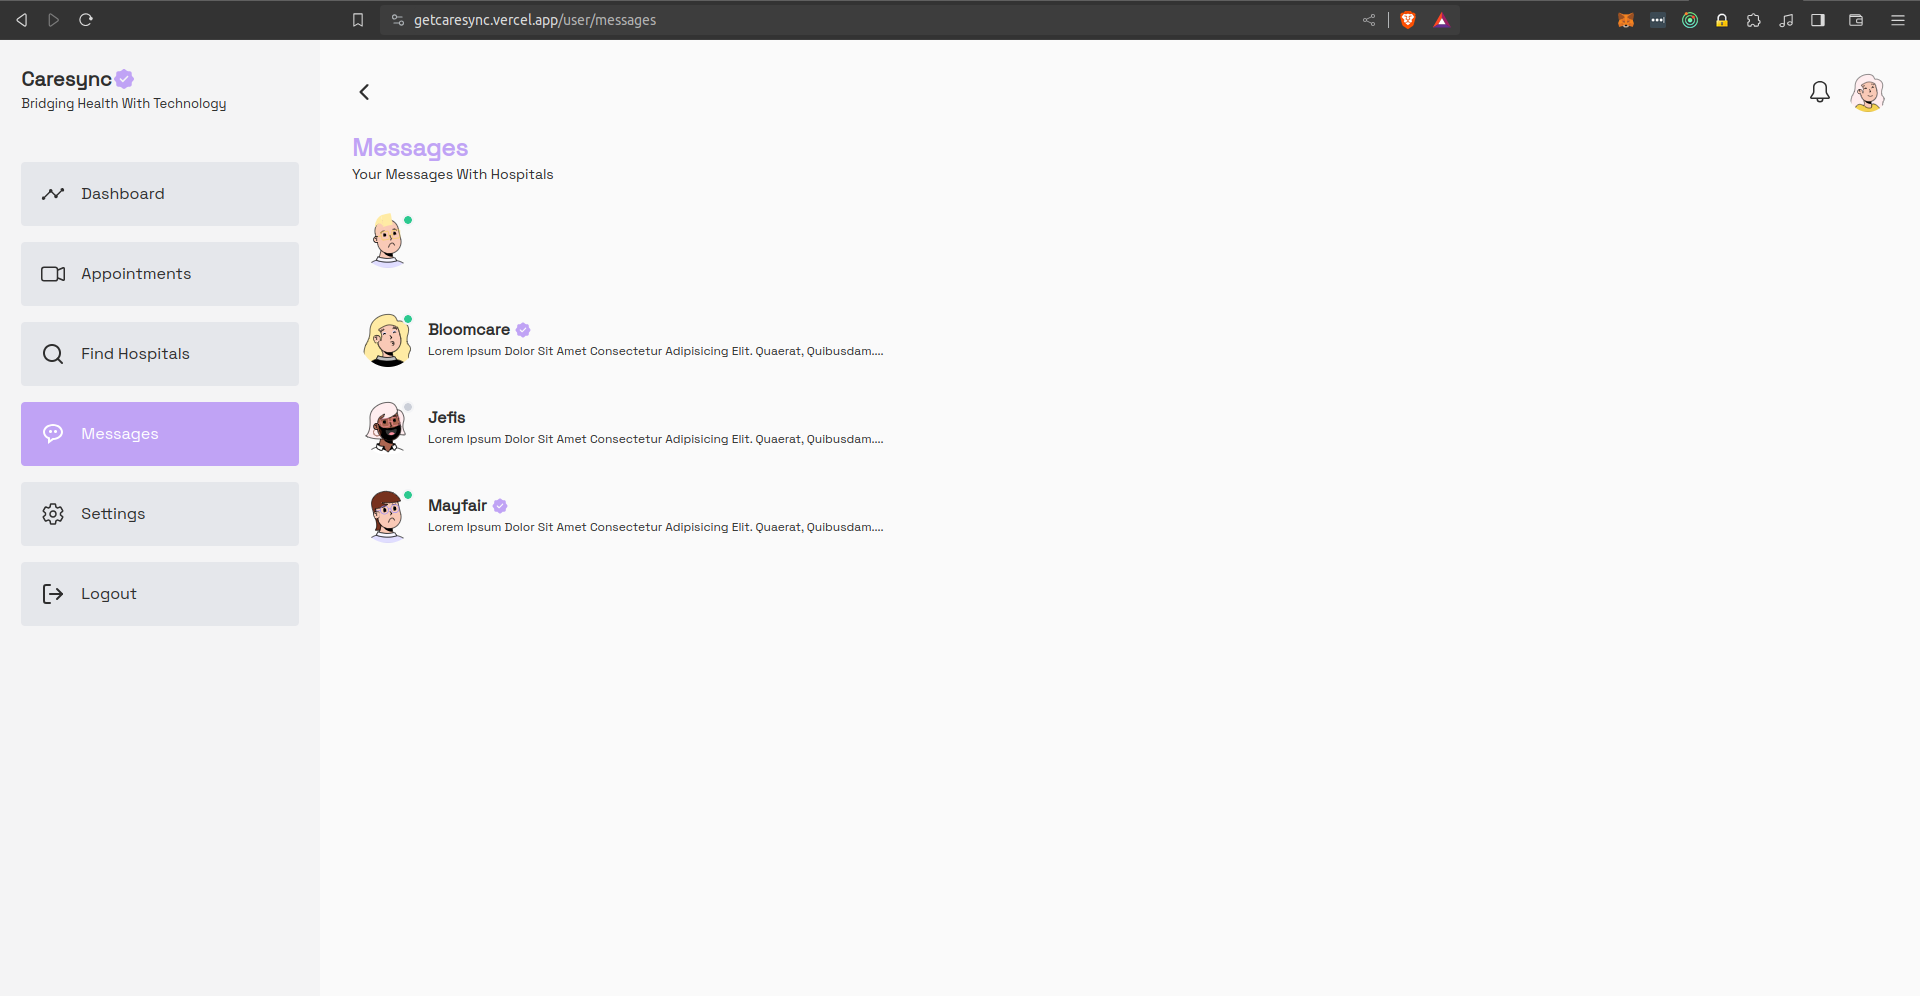 getcaresync.vercel.app/user/messages
Caresync
Bridging Health With Technology
Dashboard
Appointments
Find Hospitals
Messages
Settings
Logout
Messages
Your Messages With Hospitals
Bloomcare
Lorem Ipsum Dolor Sit Amet Consectetur Adipisicing Elit. Quaerat, Quibusdam....
Jefis
Lorem Ipsum Dolor Sit Amet Consectetur Adipisicing Elit. Quaerat, Quibusdam....
Mayfair
Lorem Ipsum Dolor Sit Amet Consectetur Adipisicing Elit. Quaerat, Quibusdam....